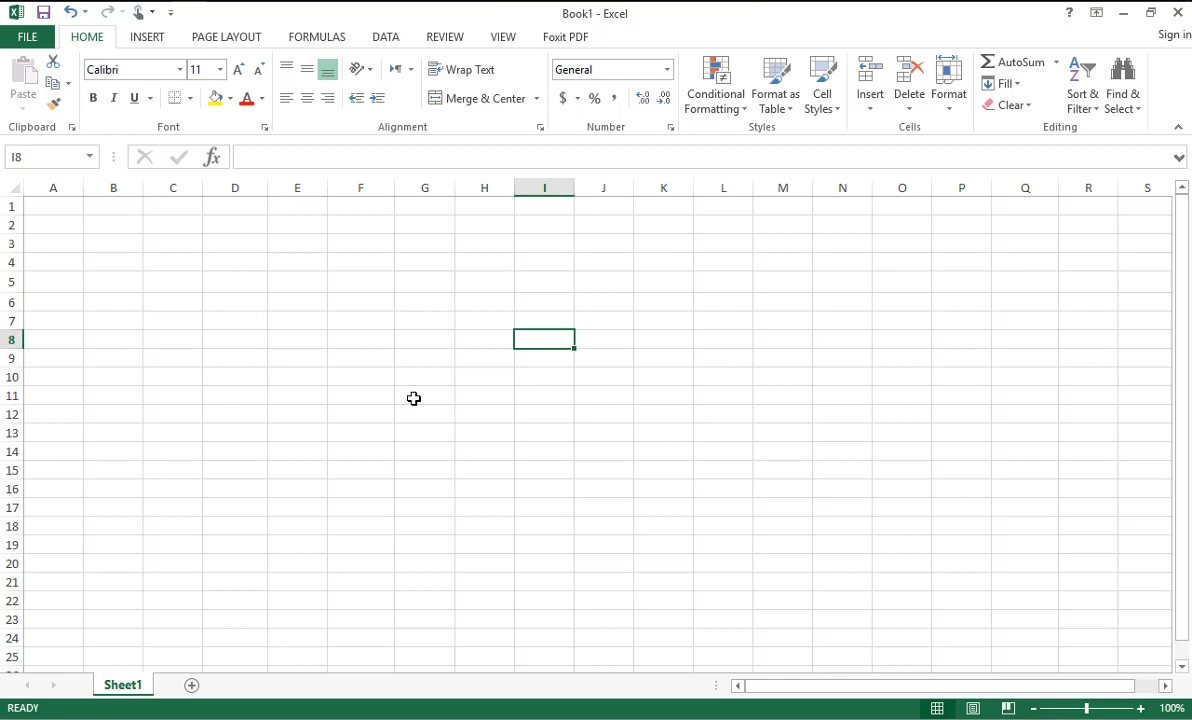 Book1 - Excel
?
Sign in
FILE HOME INSERT PAGE LAYOUT FORMULAS DATA REVIEW VIEW Foxit PDF
Paste
Calibri 11 A A
B I U A
Wrap Text
Merge & Center
General
$ % ,
.0 .00
.00 .0
Conditional
Formatting
Format as
Table
Cell
Styles
Insert Delete Format
AutoSum
Fill
Clear
Sort &
Filter
Find &
Select
Clipboard Font Alignment Number Styles Cells Editing
I8 fx
A B C D E F G H I J K L M N O P Q R S
1
2
3
4
5
6
7
8
9
10
11
12
13
14
15
16
17
18
19
20
21
22
23
24
25
Sheet1
READY 100%